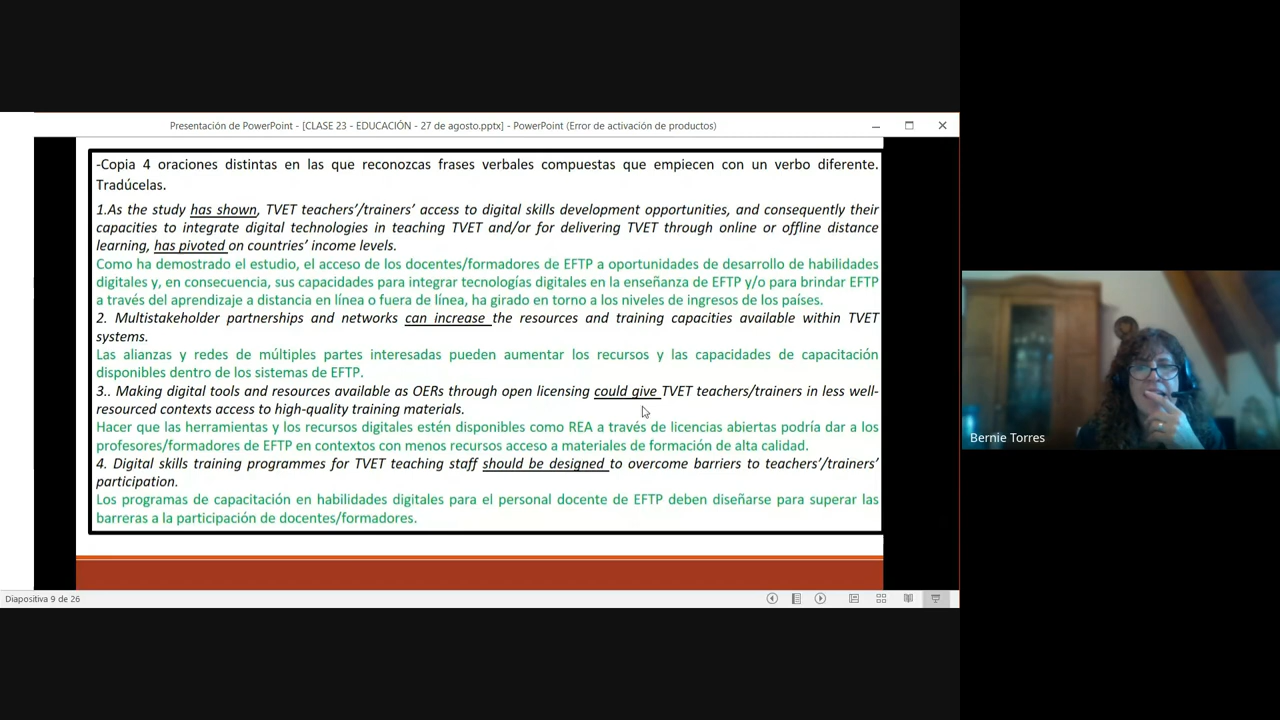 Presentación de PowerPoint - [CLASE 23 - EDUCACIÓN - 27 de agosto.pptx] - PowerPoint (Error de activación de productos)
-Copia 4 oraciones distintas en las que reconozcas frases verbales compuestas que empiecen con un verbo diferente.
Tradúcelas.
1.As the study has shown, TVET teachers’/trainers’ access to digital skills development opportunities, and consequently their
capacities to integrate digital technologies in teaching TVET and/or for delivering TVET through online or offline distance
learning, has pivoted on countries’ income levels.
Como ha demostrado el estudio, el acceso de los docentes/formadores de EFTP a oportunidades de desarrollo de habilidades
digitales y, en consecuencia, sus capacidades para integrar tecnologías digitales en la enseñanza de EFTP y/o para brindar EFTP
a través del aprendizaje a distancia en línea o fuera de línea, ha girado en torno a los niveles de ingresos de los países.
2. Multistakeholder partnerships and networks can increase the resources and training capacities available within TVET
systems.
Las alianzas y redes de múltiples partes interesadas pueden aumentar los recursos y las capacidades de capacitación
disponibles dentro de los sistemas de EFTP.
3.. Making digital tools and resources available as OERs through open licensing could give TVET teachers/trainers in less well-
resourced contexts access to high-quality training materials.
Hacer que las herramientas y los recursos digitales estén disponibles como REA a través de licencias abiertas podría dar a los
profesores/formadores de EFTP en contextos con menos recursos acceso a materiales de formación de alta calidad.
4. Digital skills training programmes for TVET teaching staff should be designed to overcome barriers to teachers’/trainers’
participation.
Los programas de capacitación en habilidades digitales para el personal docente de EFTP deben diseñarse para superar las
barreras a la participación de docentes/formadores.
Diapositiva 9 de 26
Bernie Torres